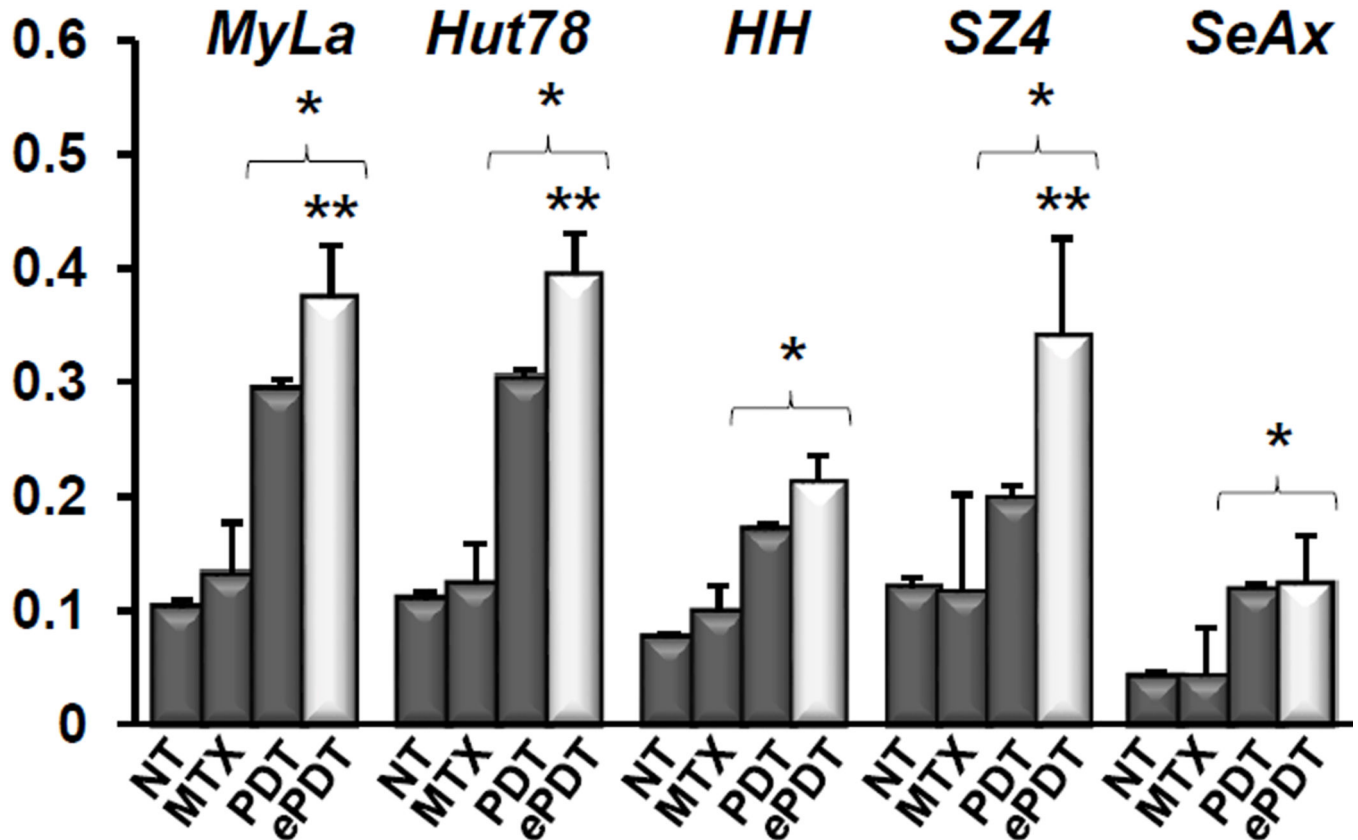 MyLa Hut78 HH SZ4 SeAx
0.6
* * *
0.5
** ** **
0.4
*
0.3
*
0.2
0.1
0
NT MTX PDT ePDT NT MTX PDT ePDT NT MTX PDT ePDT NT MTX PDT ePDT NT MTX PDT ePDT